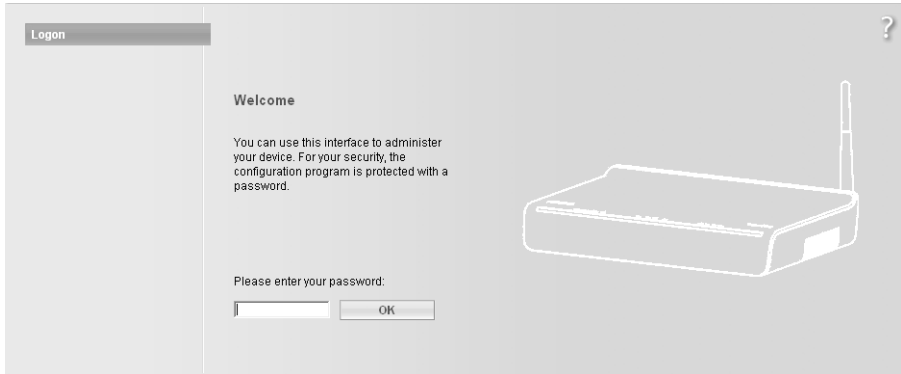 Logon
?
Welcome
You can use this interface to administer
your device. For your security, the
configuration program is protected with a
password.
Please enter your password:
OK